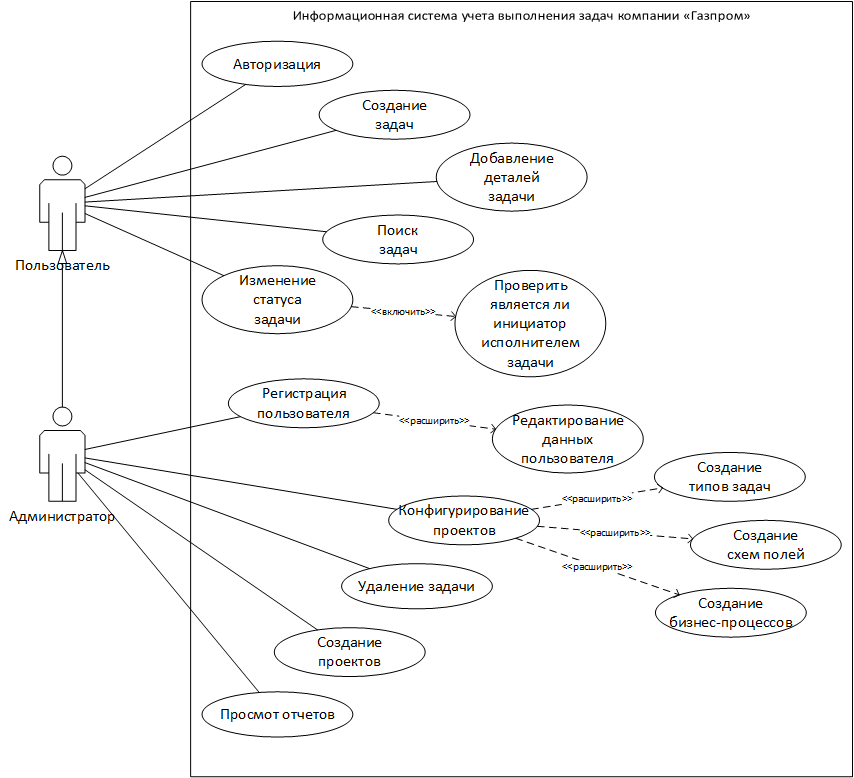 Информационная система учета выполнения задач компании «Газпром»
Авторизация
Создание
задач
Добавление
деталей
задачи
Поиск
задач
Пользователь
Изменение
статуса
задачи
<<включить>>
Проверить
является ли
инициатор
исполнителем
задачи
Регистрация
пользователя
<<расширить>>
Редактирование
данных
пользователя
Администратор
Конфигурирование
проектов
<<расширить>>
Создание
типов задач
<<расширить>>
Создание
схем полей
<<расширить>>
Создание
бизнес-процессов
Удаление задачи
Создание
проектов
Просмот отчетов